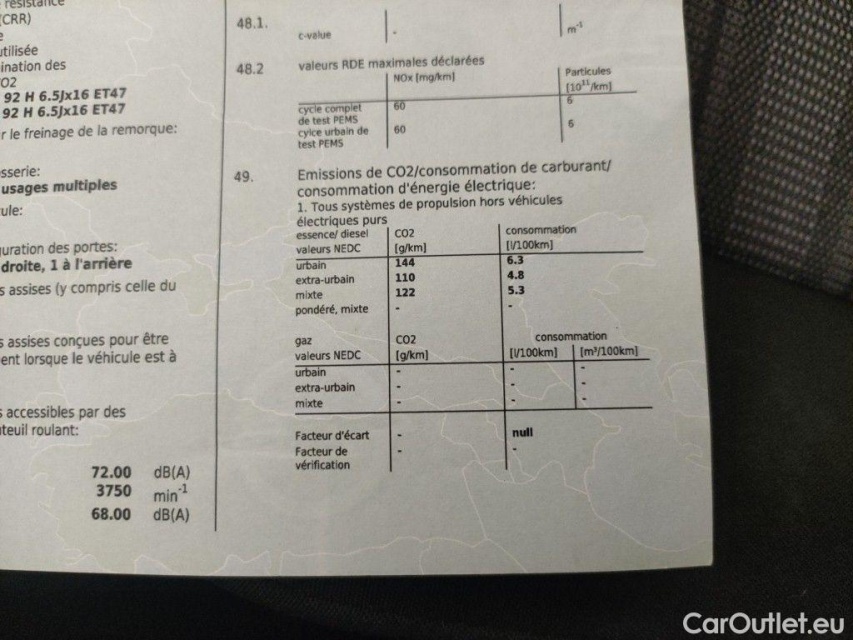 résistance
(CRR)
utilisée
ination des
O2
92 H 6.5Jx16 ET47
92 H 6.5Jx16 ET47
r le freinage de la remorque:
sserie:
usages multiples
ule:
guration des portes:
droite, 1 à l'arrière
s assises (y compris celle du
s assises conçues pour être
ent lorsque le véhicule est à
s accessibles par des
uteuil roulant:
72.00 dB(A)
3750 min-1
68.00 dB(A)
48.1.
c-value - m-1
48.2 valeurs RDE maximales déclarées
NOx [mg/km] Particules
[1011/km]
cycle complet 60 6
de test PEMS
cylce urbain de 60 6
test PEMS
49. Emissions de CO2/consommation de carburant/
consommation d'énergie électrique:
1. Tous systèmes de propulsion hors véhicules
électriques purs
essence/ diesel CO2 consommation
valeurs NEDC [g/km] [l/100km]
urbain 144 6.3
extra-urbain 110 4.8
mixte 122 5.3
pondéré, mixte - -
gaz CO2 consommation
valeurs NEDC [g/km] [l/100km] [m³/100km]
urbain - - -
extra-urbain - - -
mixte - - -
Facteur d'écart - null
Facteur de - -
vérification
CarOutlet.eu